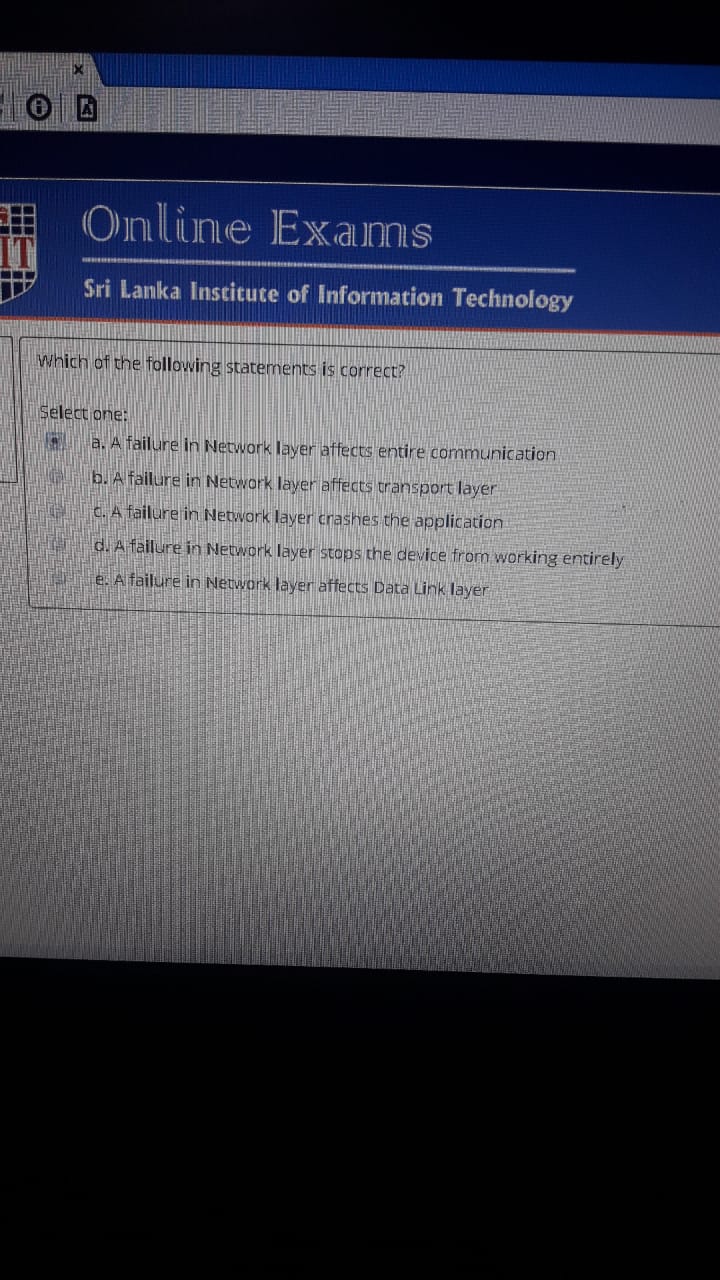 x
IT
Online Exams
Sri Lanka Institute of Information Technology
Which of the following statements is correct?
Select one:
a. A failure in Network layer affects entire communication
b. A failure in Network layer affects transport layer
c. A failure in Network layer crashes the application
d. A failure in Network layer stops the device from working entirely
e. A failure in Network layer affects Data Link layer